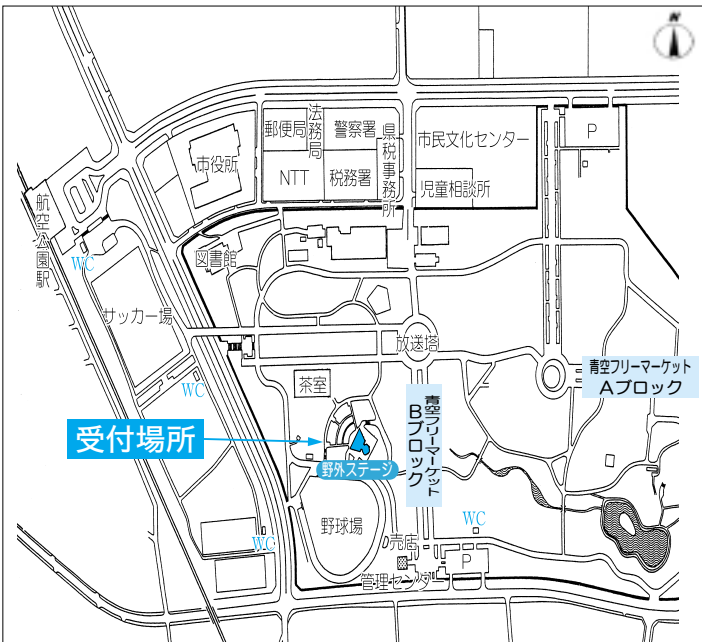 N
郵便局
法務局
警察署
県税事務所
市民文化センター
P
市役所
NTT
税務署
児童相談所
航空公園駅
WC
図書館
サッカー場
放送塔
青空フリーマーケット
Aブロック
茶室
WC
青空フリーマーケット
Bブロック
受付場所
野外ステージ
野球場
WC
WC
売店
P
管理センタ